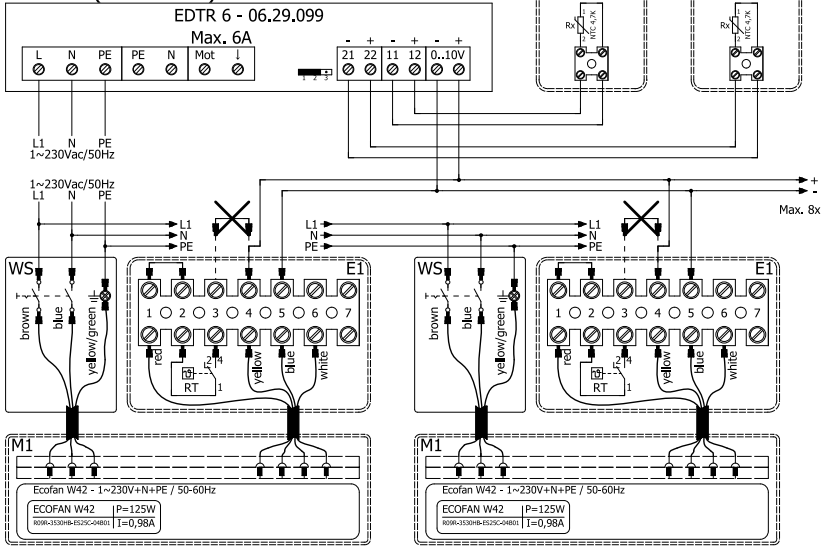 EDTR 6 - 06.29.099
Max. 6A
L N PE PE N Mot ↓
1 2 3
- + - + - +
21 22 11 12 0..10V
Rx NTC 4,7K 1 2
Rx NTC 4,7K 1 2
L1 N PE
1~230Vac/50Hz
1~230Vac/50Hz
L1 N PE
+
-
Max. 8x
L1
N
PE
L1
N
PE
L1
N
PE
WS
E1
WS
E1
1 2 3 4 5 6 7
1 2 3 4 5 6 7
brown blue yellow/green
red yellow blue white
RT 2 4 1
brown blue yellow/green
red yellow blue white
RT 2 4 1
M1
M1
Ecofan W42 - 1~230V+N+PE / 50-60Hz
ECOFAN W42 P=125W
R09R-3530HB-ES25C-04B01 I=0,98A
Ecofan W42 - 1~230V+N+PE / 50-60Hz
ECOFAN W42 P=125W
R09R-3530HB-ES25C-04B01 I=0,98A